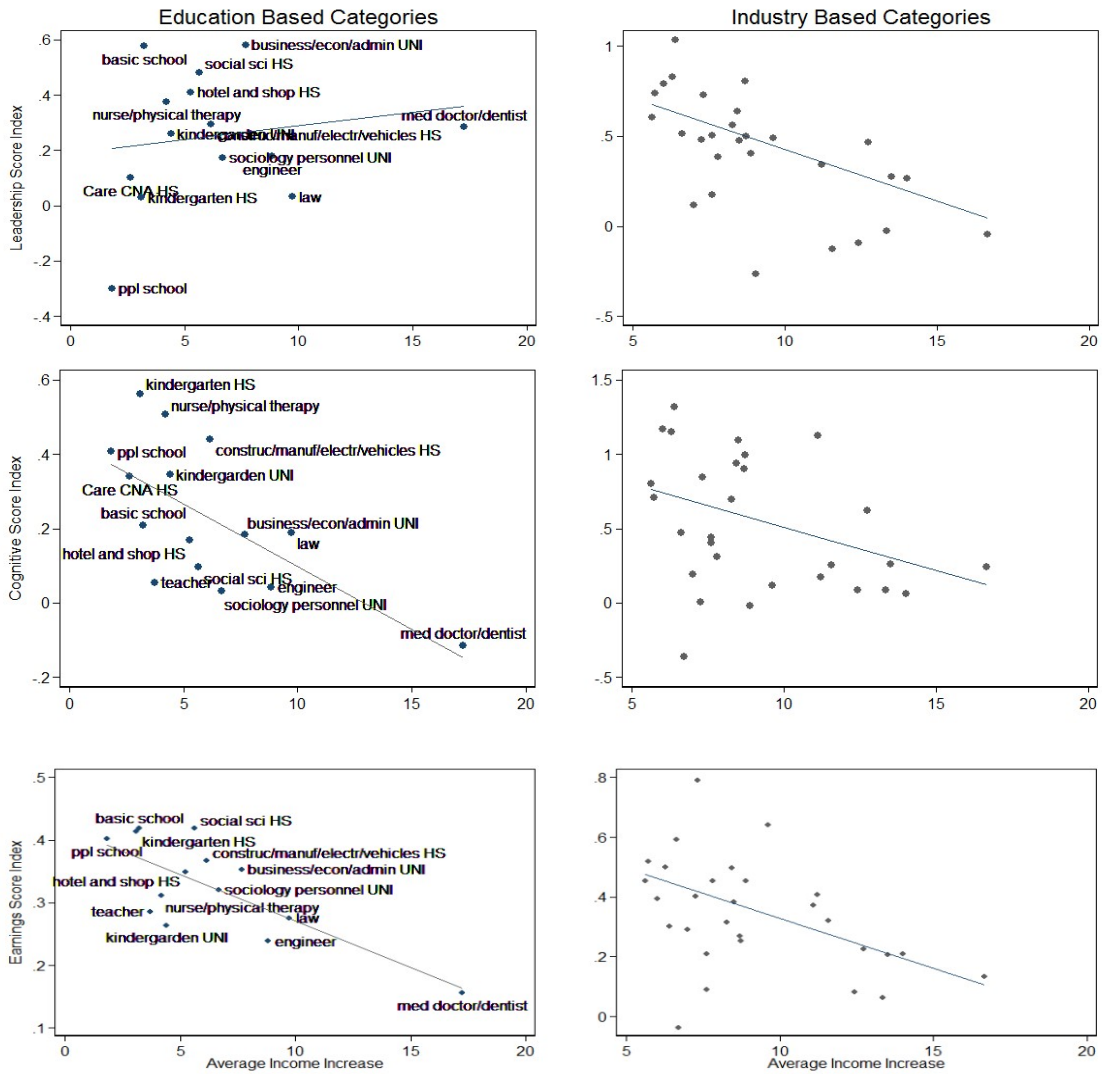 Education Based Categories
Industry Based Categories
Leadership Score Index
.6
.4
.2
0
-.2
-.4
basic school
business/econ/admin UNI
social sci HS
hotel and shop HS
nurse/physical therapy
med doctor/dentist
kindergarden UNI
construc/manuf/electr/vehicles HS
sociology personnel UNI
engineer
Care CNA HS
kindergarten HS
law
ppl school
0
5
10
15
20
1
.5
0
-.5
5
10
15
20
Cognitive Score Index
.6
.4
.2
0
-.2
kindergarten HS
nurse/physical therapy
construc/manuf/electr/vehicles HS
ppl school
kindergarden UNI
Care CNA HS
basic school
business/econ/admin UNI
law
hotel and shop HS
social sci HS
teacher
engineer
sociology personnel UNI
med doctor/dentist
0
5
10
15
20
1.5
1
.5
0
-.5
5
10
15
20
Earnings Score Index
.5
.4
.3
.2
.1
basic school
social sci HS
kindergarten HS
ppl school
construc/manuf/electr/vehicles HS
business/econ/admin UNI
hotel and shop HS
sociology personnel UNI
nurse/physical therapy
teacher
law
kindergarden UNI
engineer
med doctor/dentist
0
5
10
15
20
Average Income Increase
.8
.6
.4
.2
0
5
10
15
20
Average Income Increase